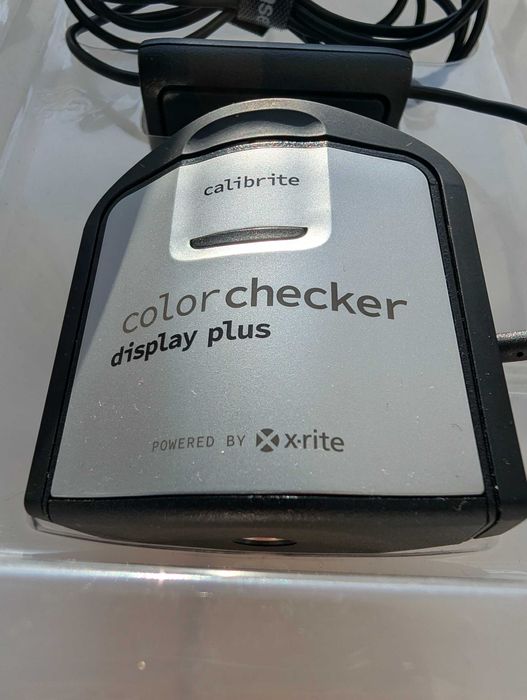 calibrite
colorchecker
display plus
POWERED BY x·rite